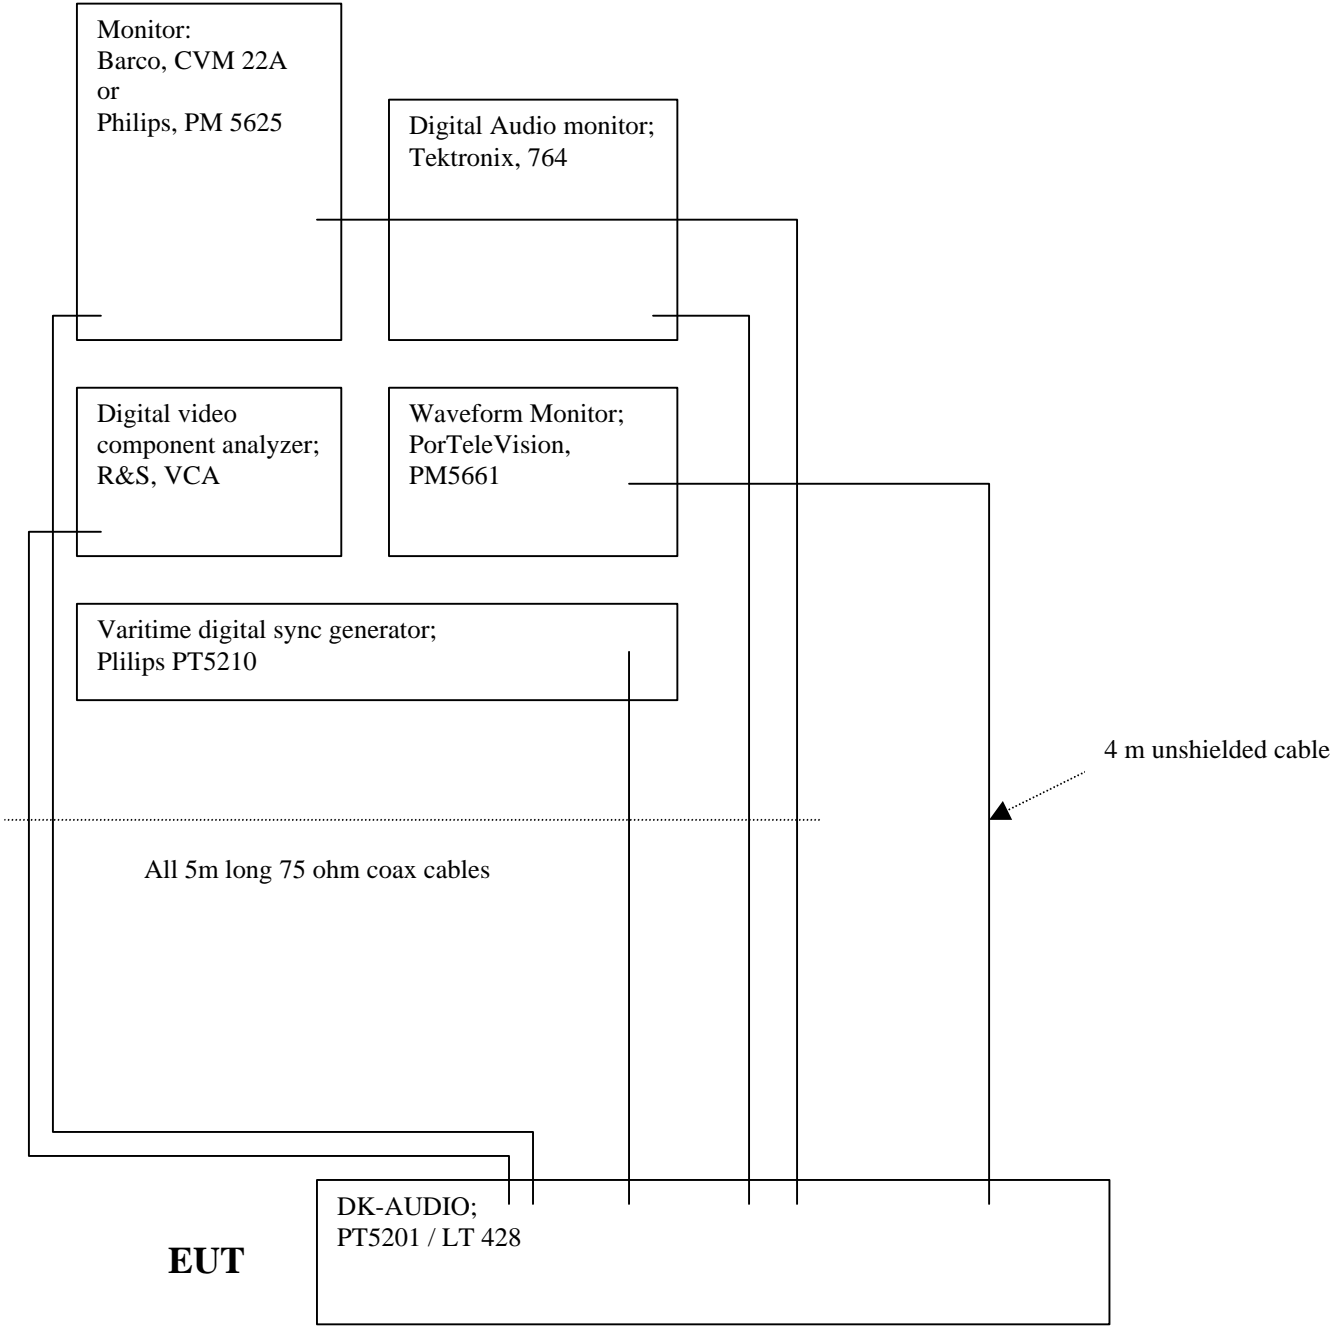 Monitor:
Barco, CVM 22A
or
Philips, PM 5625
Digital Audio monitor;
Tektronix, 764
Digital video
component analyzer;
R&S, VCA
Waveform Monitor;
PorTeleVision,
PM5661
Varitime digital sync generator;
Plilips PT5210
4 m unshielded cable
All 5m long 75 ohm coax cables
DK-AUDIO;
PT5201 / LT 428
EUT